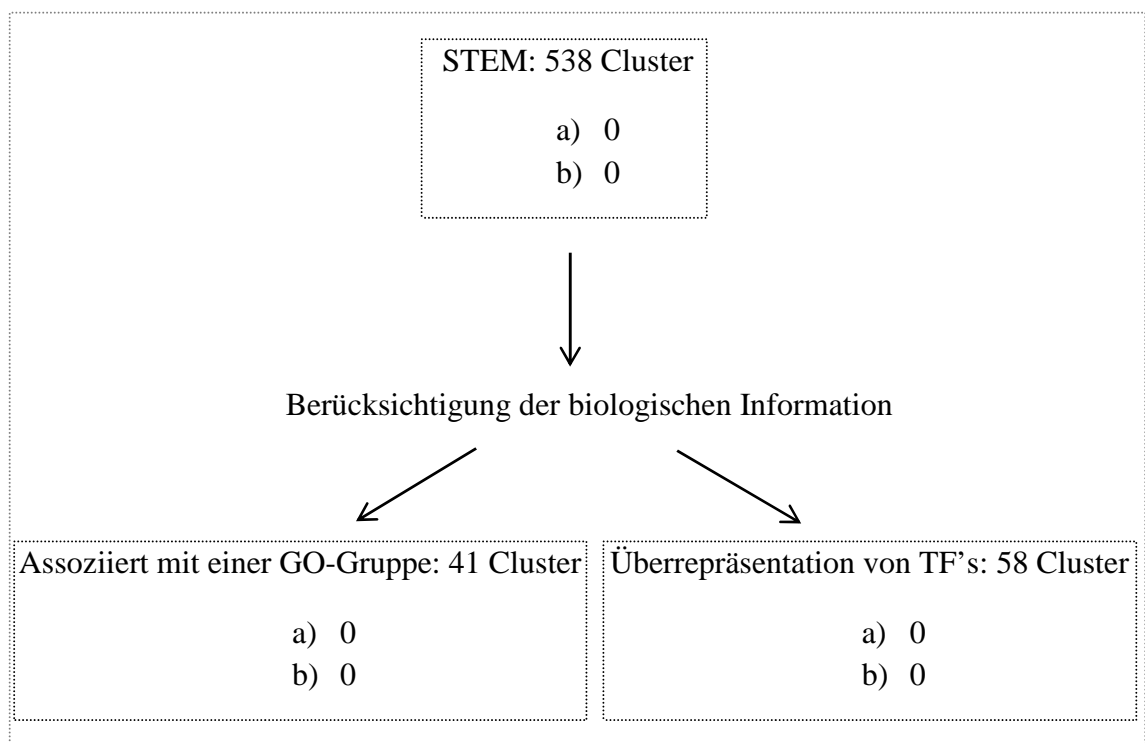 STEM: 538 Cluster
a) 0
b) 0
Berücksichtigung der biologischen Information
Assoziiert mit einer GO-Gruppe: 41 Cluster
a) 0
b) 0
Überrepräsentation von TF’s: 58 Cluster
a) 0
b) 0